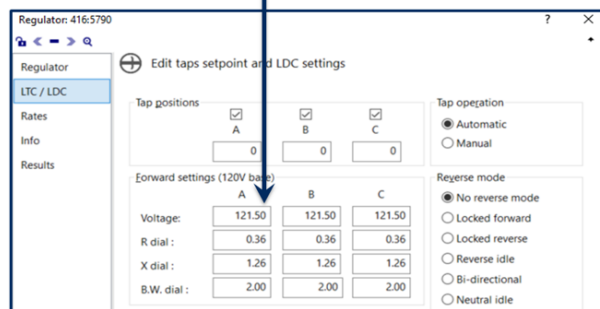 Regulator: 416:5790 ?
Regulator
LTC / LDC
Rates
Info
Results
Edit taps setpoint and LDC settings
Tap positions
A B C
0 0 0
Forward settings (120V base)
A B C
Voltage: 121.50 121.50 121.50
R dial : 0.36 0.36 0.36
X dial : 1.26 1.26 1.26
B.W. dial : 2.00 2.00 2.00
Tap operation
Automatic
Manual
Reverse mode
No reverse mode
Locked forward
Locked reverse
Reverse idle
Bi-directional
Neutral idle